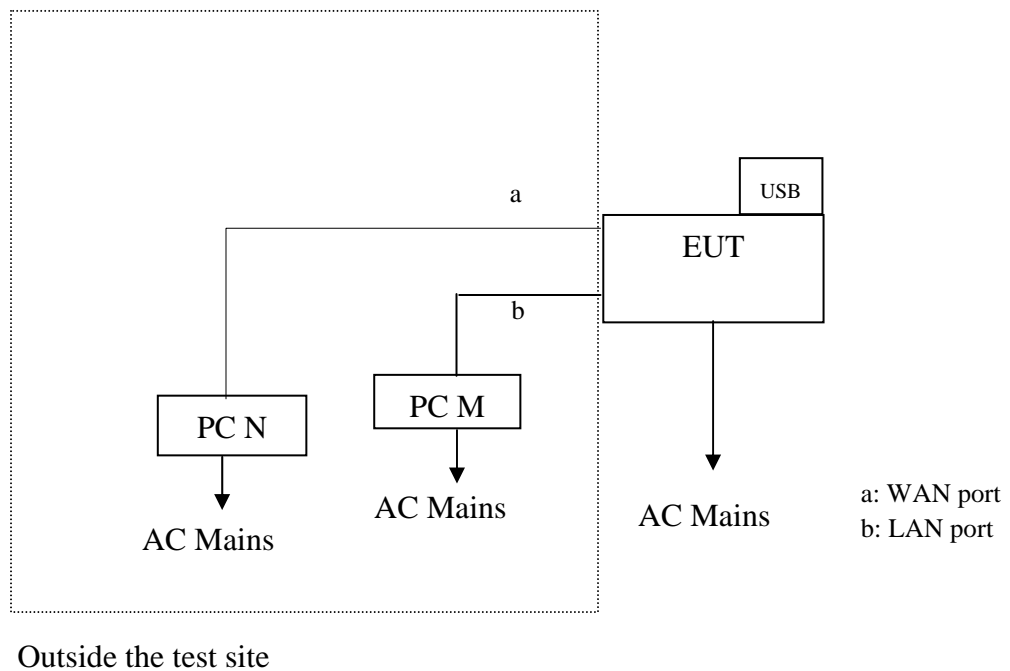 USB
a
EUT
b
PC M
PC N
AC Mains
AC Mains
AC Mains
a: WAN port
b: LAN port
Outside the test site